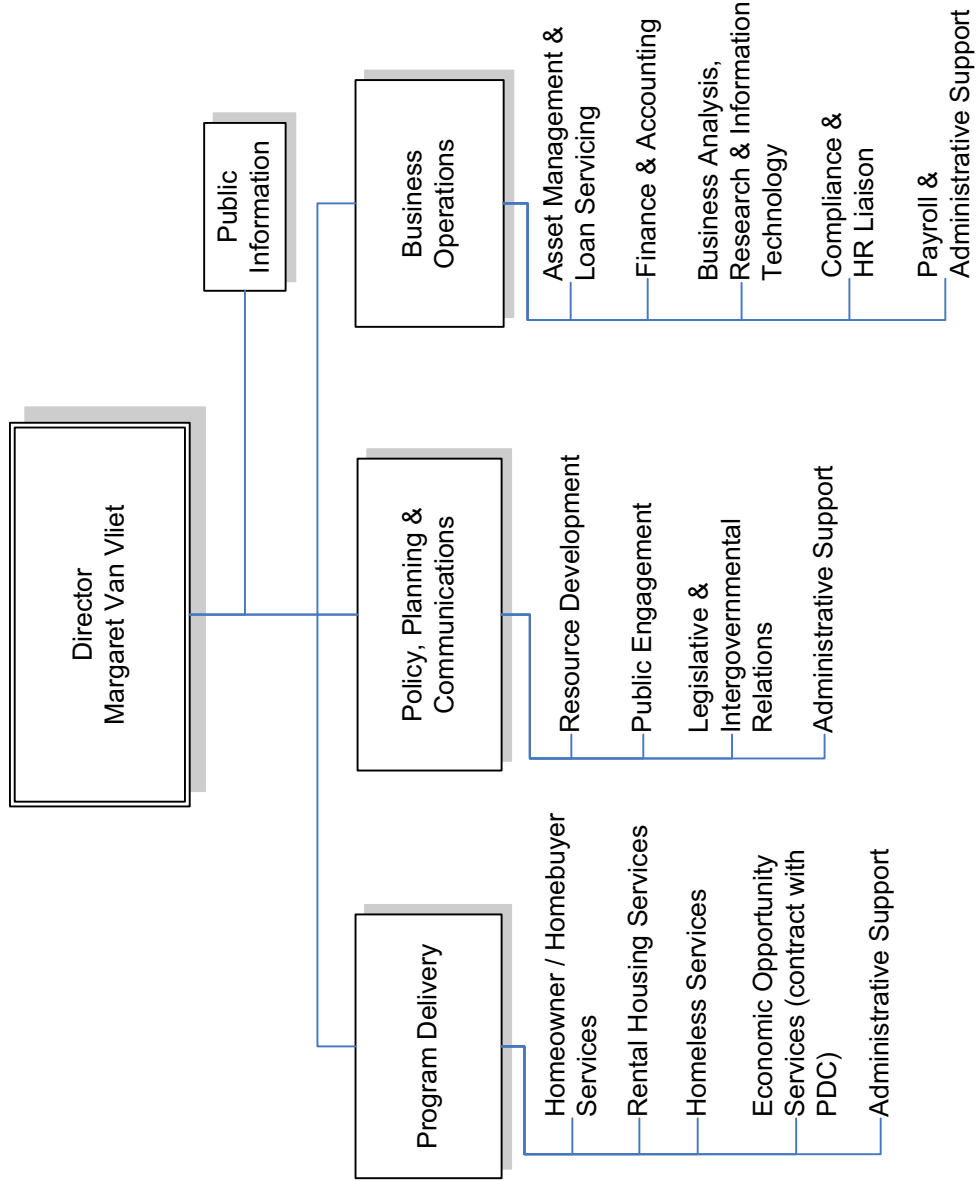 Director
Margaret Van Vliet
Public
Information
Program Delivery
Homeowner / Homebuyer
Services
Rental Housing Services
Homeless Services
Economic Opportunity
Services (contract with
PDC)
Administrative Support
Policy, Planning &
Communications
Resource Development
Public Engagement
Legislative &
Intergovernmental
Relations
Administrative Support
Business
Operations
Asset Management &
Loan Servicing
Finance & Accounting
Business Analysis,
Research & Information
Technology
Compliance &
HR Liaison
Payroll &
Administrative Support